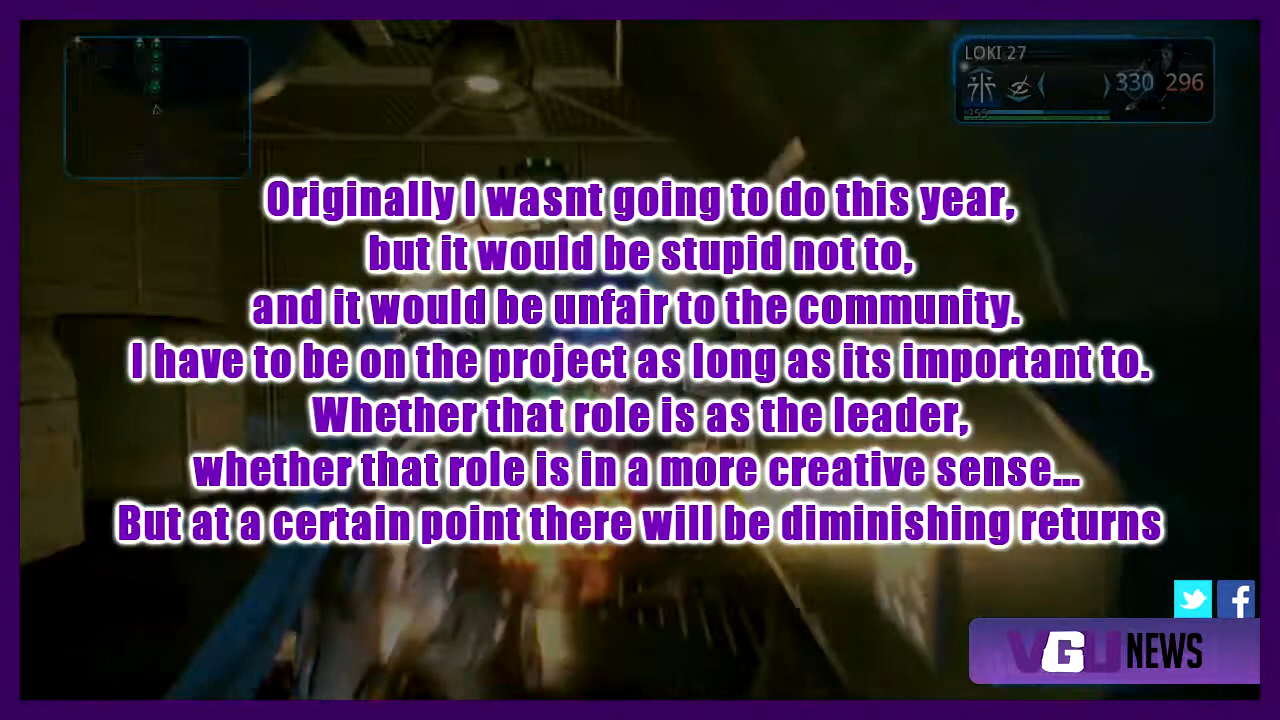 LOKI 27
330 296
255
Originally I wasnt going to do this year,
but it would be stupid not to,
and it would be unfair to the community.
I have to be on the project as long as its important to.
Whether that role is as the leader,
whether that role is in a more creative sense...
But at a certain point there will be diminishing returns
VGU NEWS